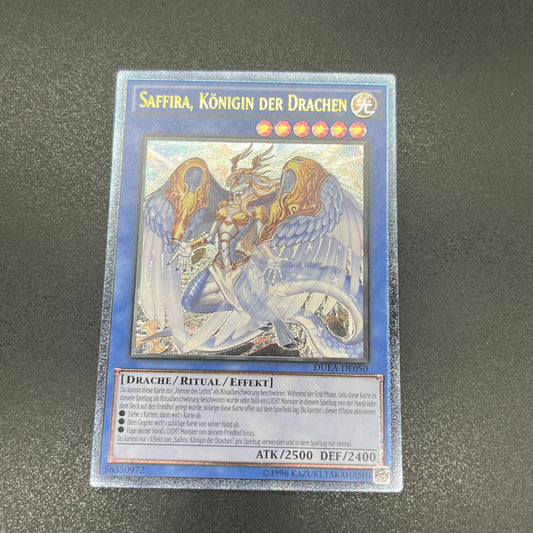 Saffira, Königin der Drachen
光
DUEA-DE050
[Drache/Ritual/Effekt]
Du kannst diese Karte mit „Hymne des Lichts" als Ritualbeschwörung beschwören. Während der End Phase, falls diese Karte in
diesem Spielzug als Ritualbeschwörung beschworen wurde oder falls ein LICHT Monster in diesem Spielzug von der Hand oder
dem Deck auf den Friedhof gelegt wurde, solange diese Karte offen auf dem Spielfeld lag: Du kannst 1 dieser Effekte aktivieren.
● Ziehe 2 Karten, dann wirf 1 Karte ab.
● Dein Gegner wirft 1 zufällige Karte von seiner Hand ab.
● Füge deiner Hand 1 LICHT Monster von deinem Friedhof hinzu.
Du kannst nur 1 Effekt von „Saffira, Königin der Drachen" pro Spielzug verwenden und in dem Spielzug nur einmal.
ATK/2500 DEF/2400
56350972
©1996 KAZUKI TAKAHASHI